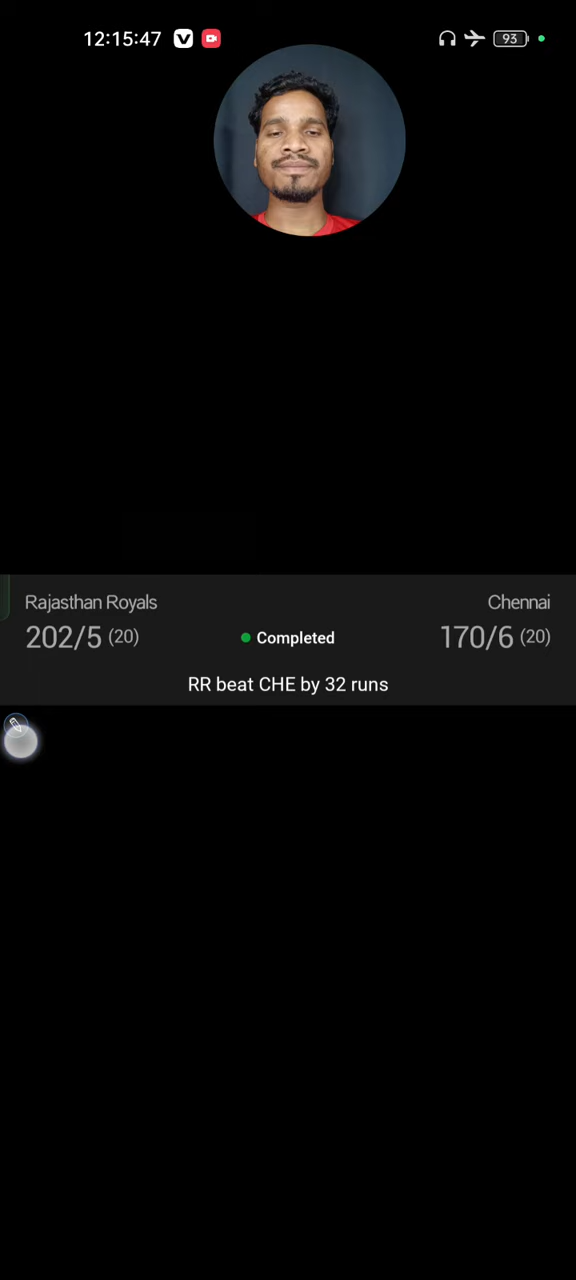 12:15:47
93
Rajasthan Royals
Chennai
202/5 (20)
Completed
170/6 (20)
RR beat CHE by 32 runs